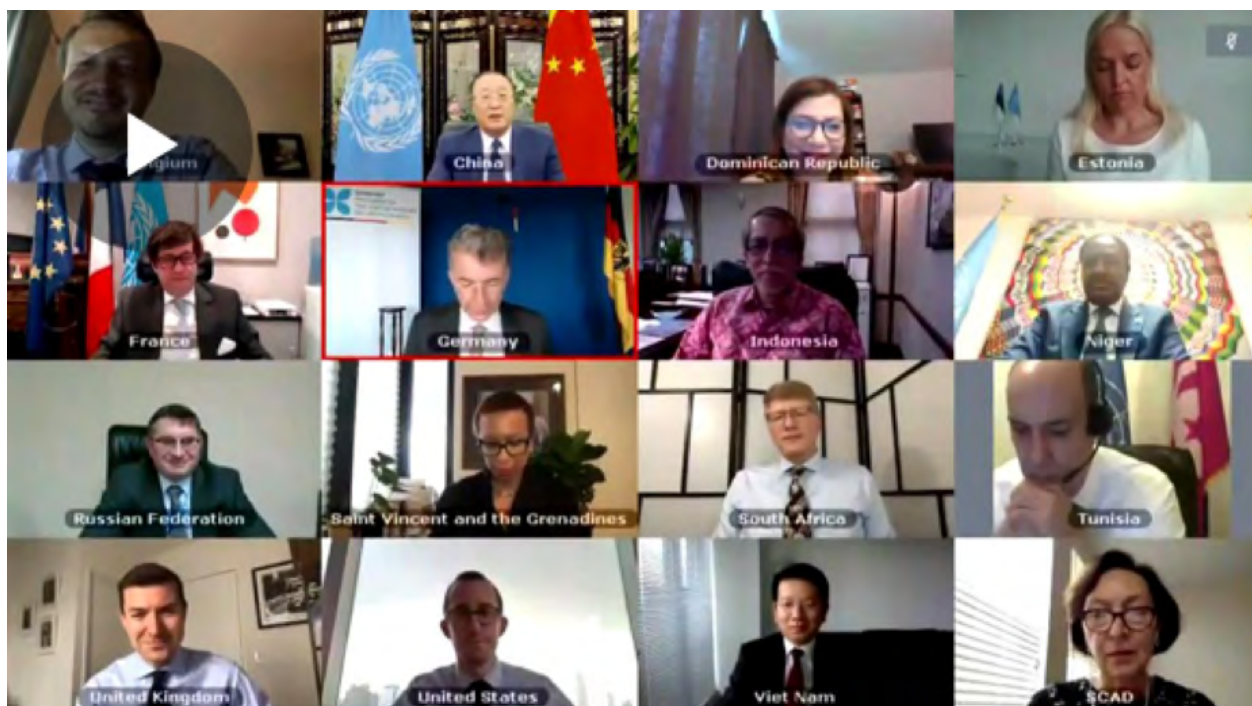 China
Dominican Republic
Estonia
France
Germany
Indonesia
Niger
Russian Federation
Saint Vincent and the Grenadines
South Africa
Tunisia
United Kingdom
United States
Viet Nam
SCAD